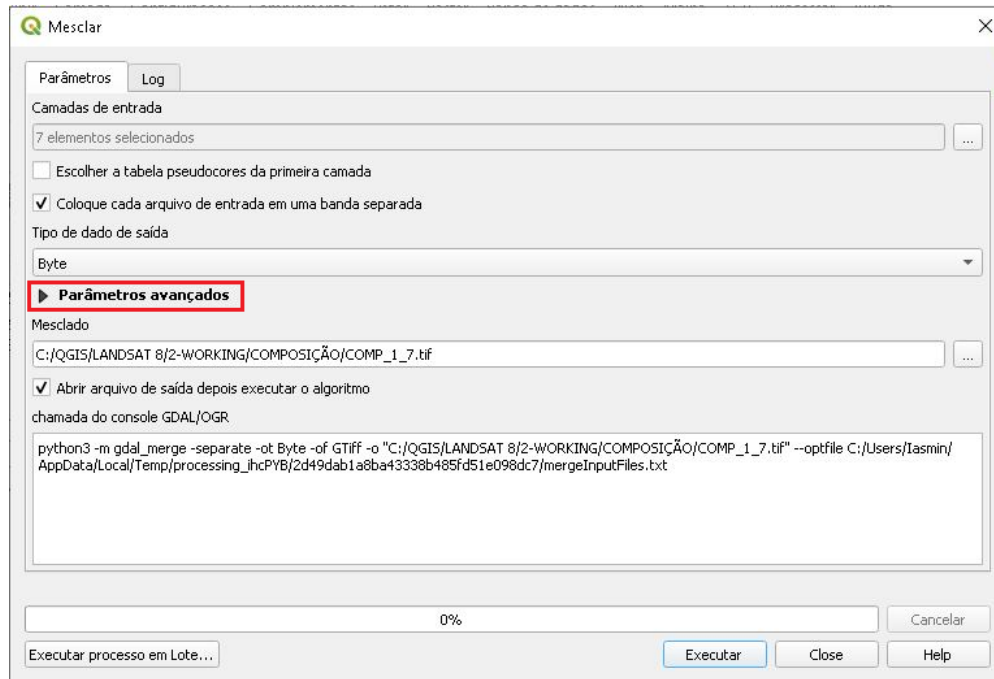 Mesclar
Parâmetros
Log
Camadas de entrada
7 elementos selecionados
...
Escolher a tabela pseudocores da primeira camada
Coloque cada arquivo de entrada em uma banda separada
Tipo de dado de saída
Byte
Parâmetros avançados
Mesclado
C:/QGIS/LANDSAT 8/2-WORKING/COMPOSIÇÃO/COMP_1_7.tif
...
Abrir arquivo de saída depois executar o algoritmo
chamada do console GDAL/OGR
python3 -m gdal_merge -separate -ot Byte -of GTiff -o "C:/QGIS/LANDSAT 8/2-WORKING/COMPOSIÇÃO/COMP_1_7.tif" --optfile C:/Users/Iasmin/
AppData/Local/Temp/processing_ihcPYB/2d49dab1a8ba43338b485fd51e098dc7/mergeInputFiles.txt
0%
Cancelar
Executar processo em Lote...
Executar
Close
Help